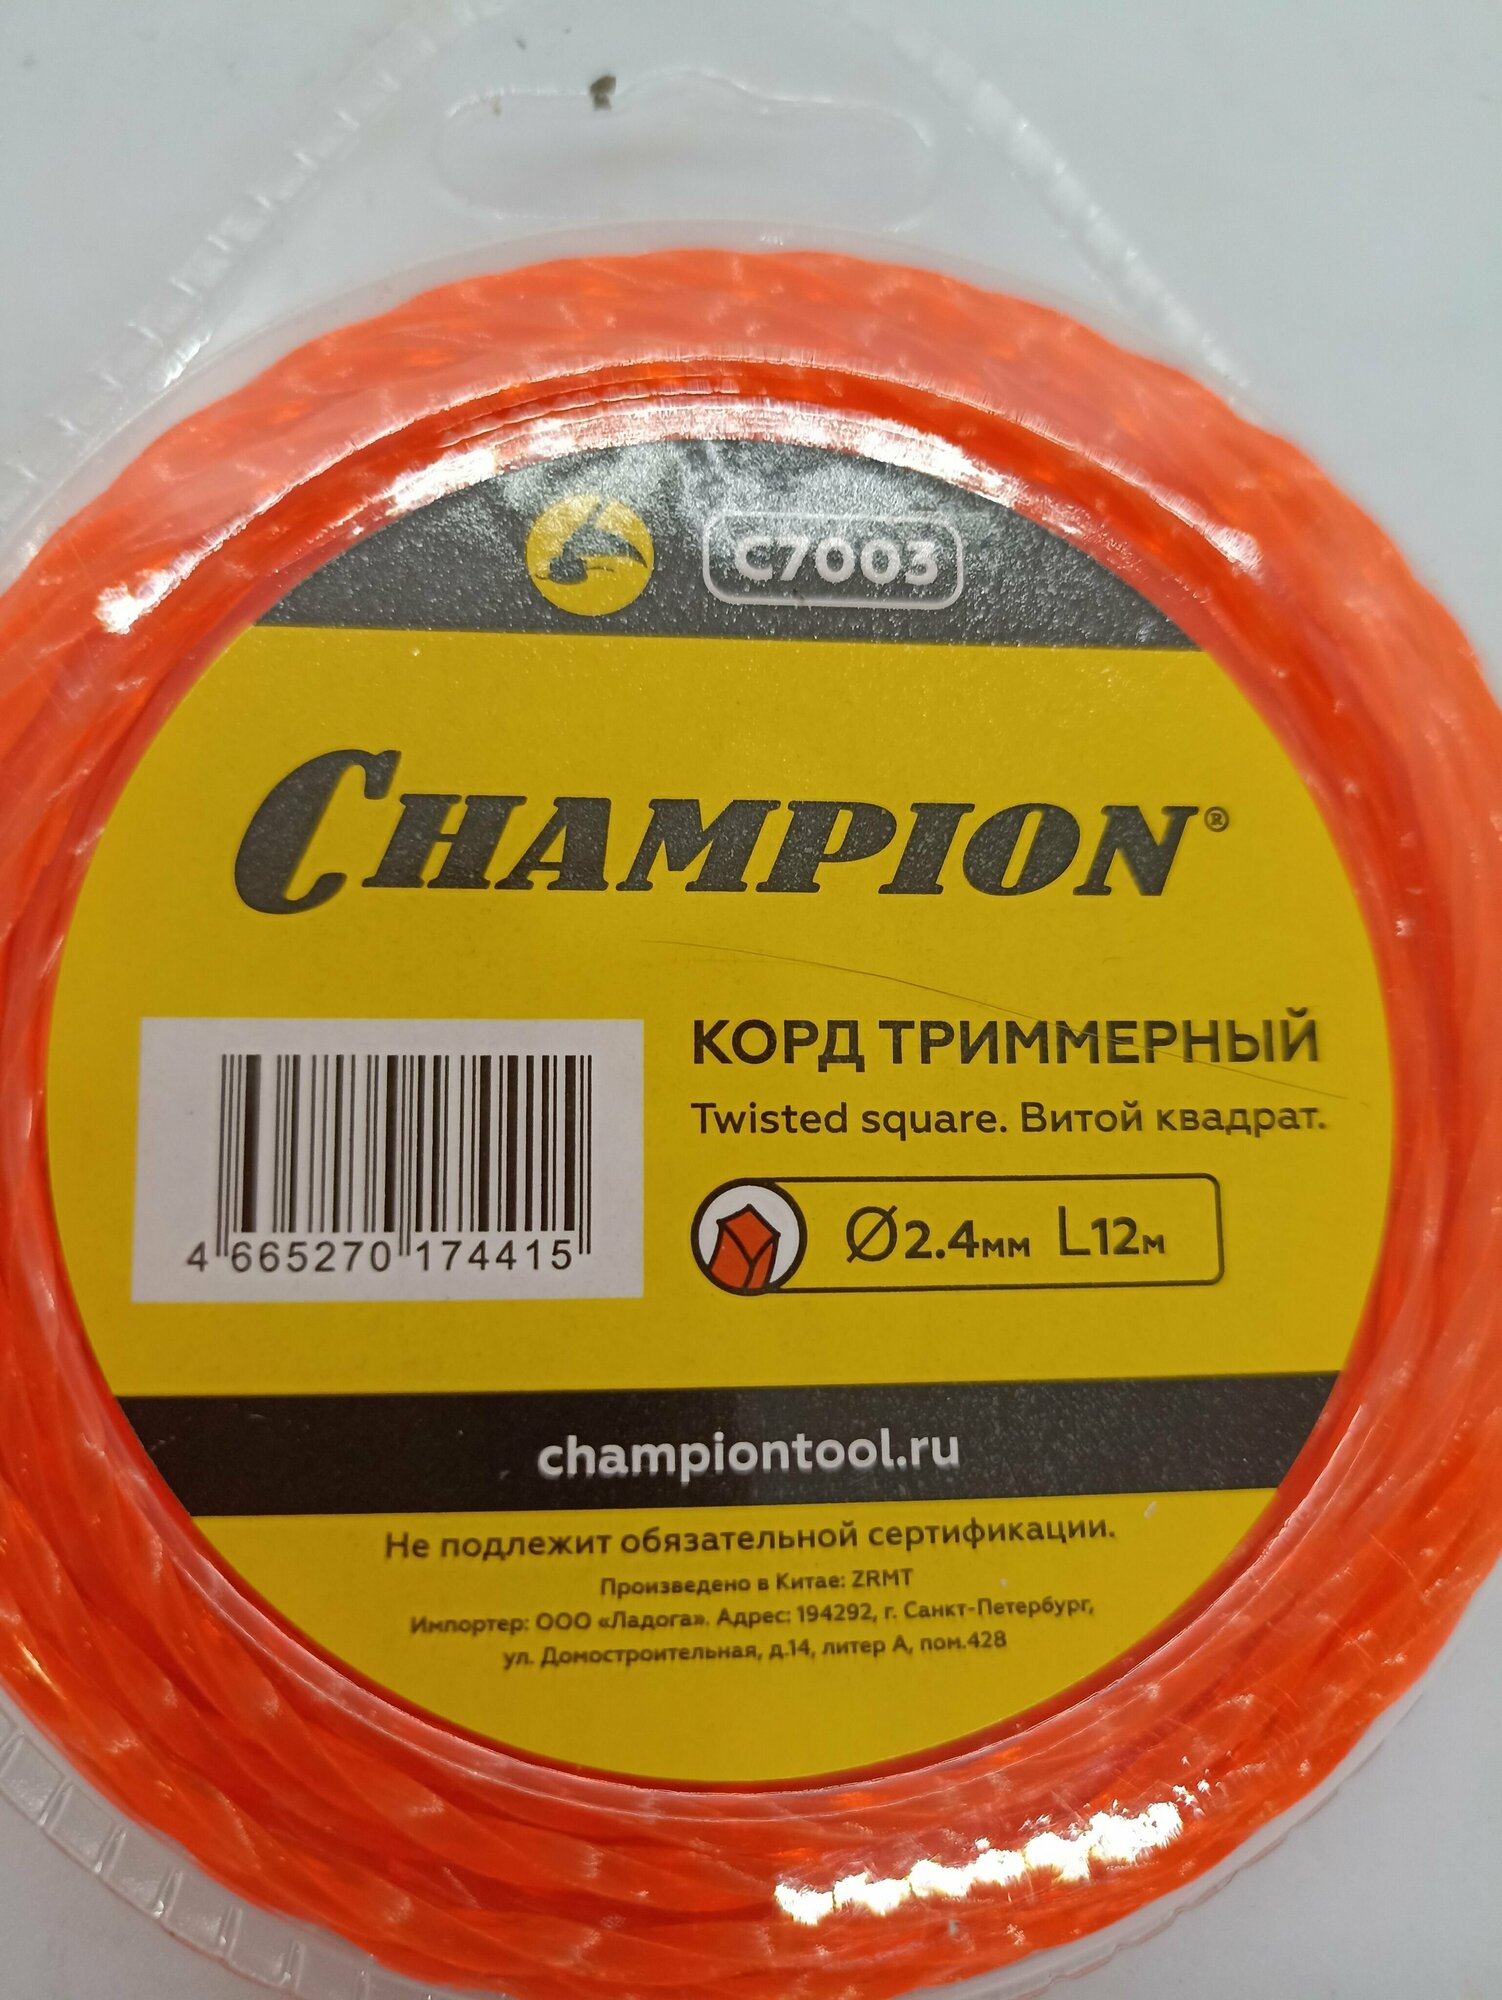 C7003
CHAMPION®
КОРД ТРИММЕРНЫЙ
Twisted square. Витой квадрат.
Ø2.4мм L12м
4 665270 174415
championtool.ru
Не подлежит обязательной сертификации.
Произведено в Китае: ZRMT
Импортер: ООО «Ладога». Адрес: 194292, г. Санкт-Петербург,
ул. Домостроительная, д.14, литер А, пом.428